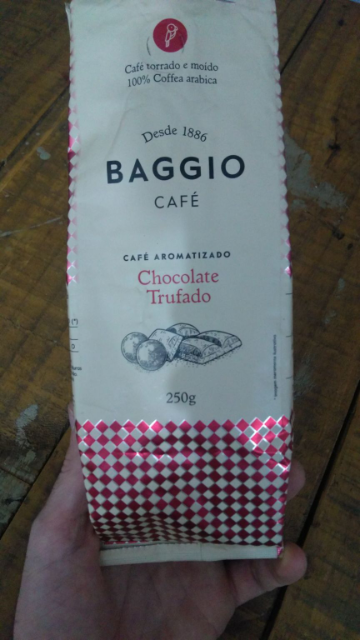 Café torrado e moído
100% Coffea arabica
Desde 1886
BAGGIO
CAFÉ
CAFÉ AROMATIZADO
Chocolate
Trufado
250g